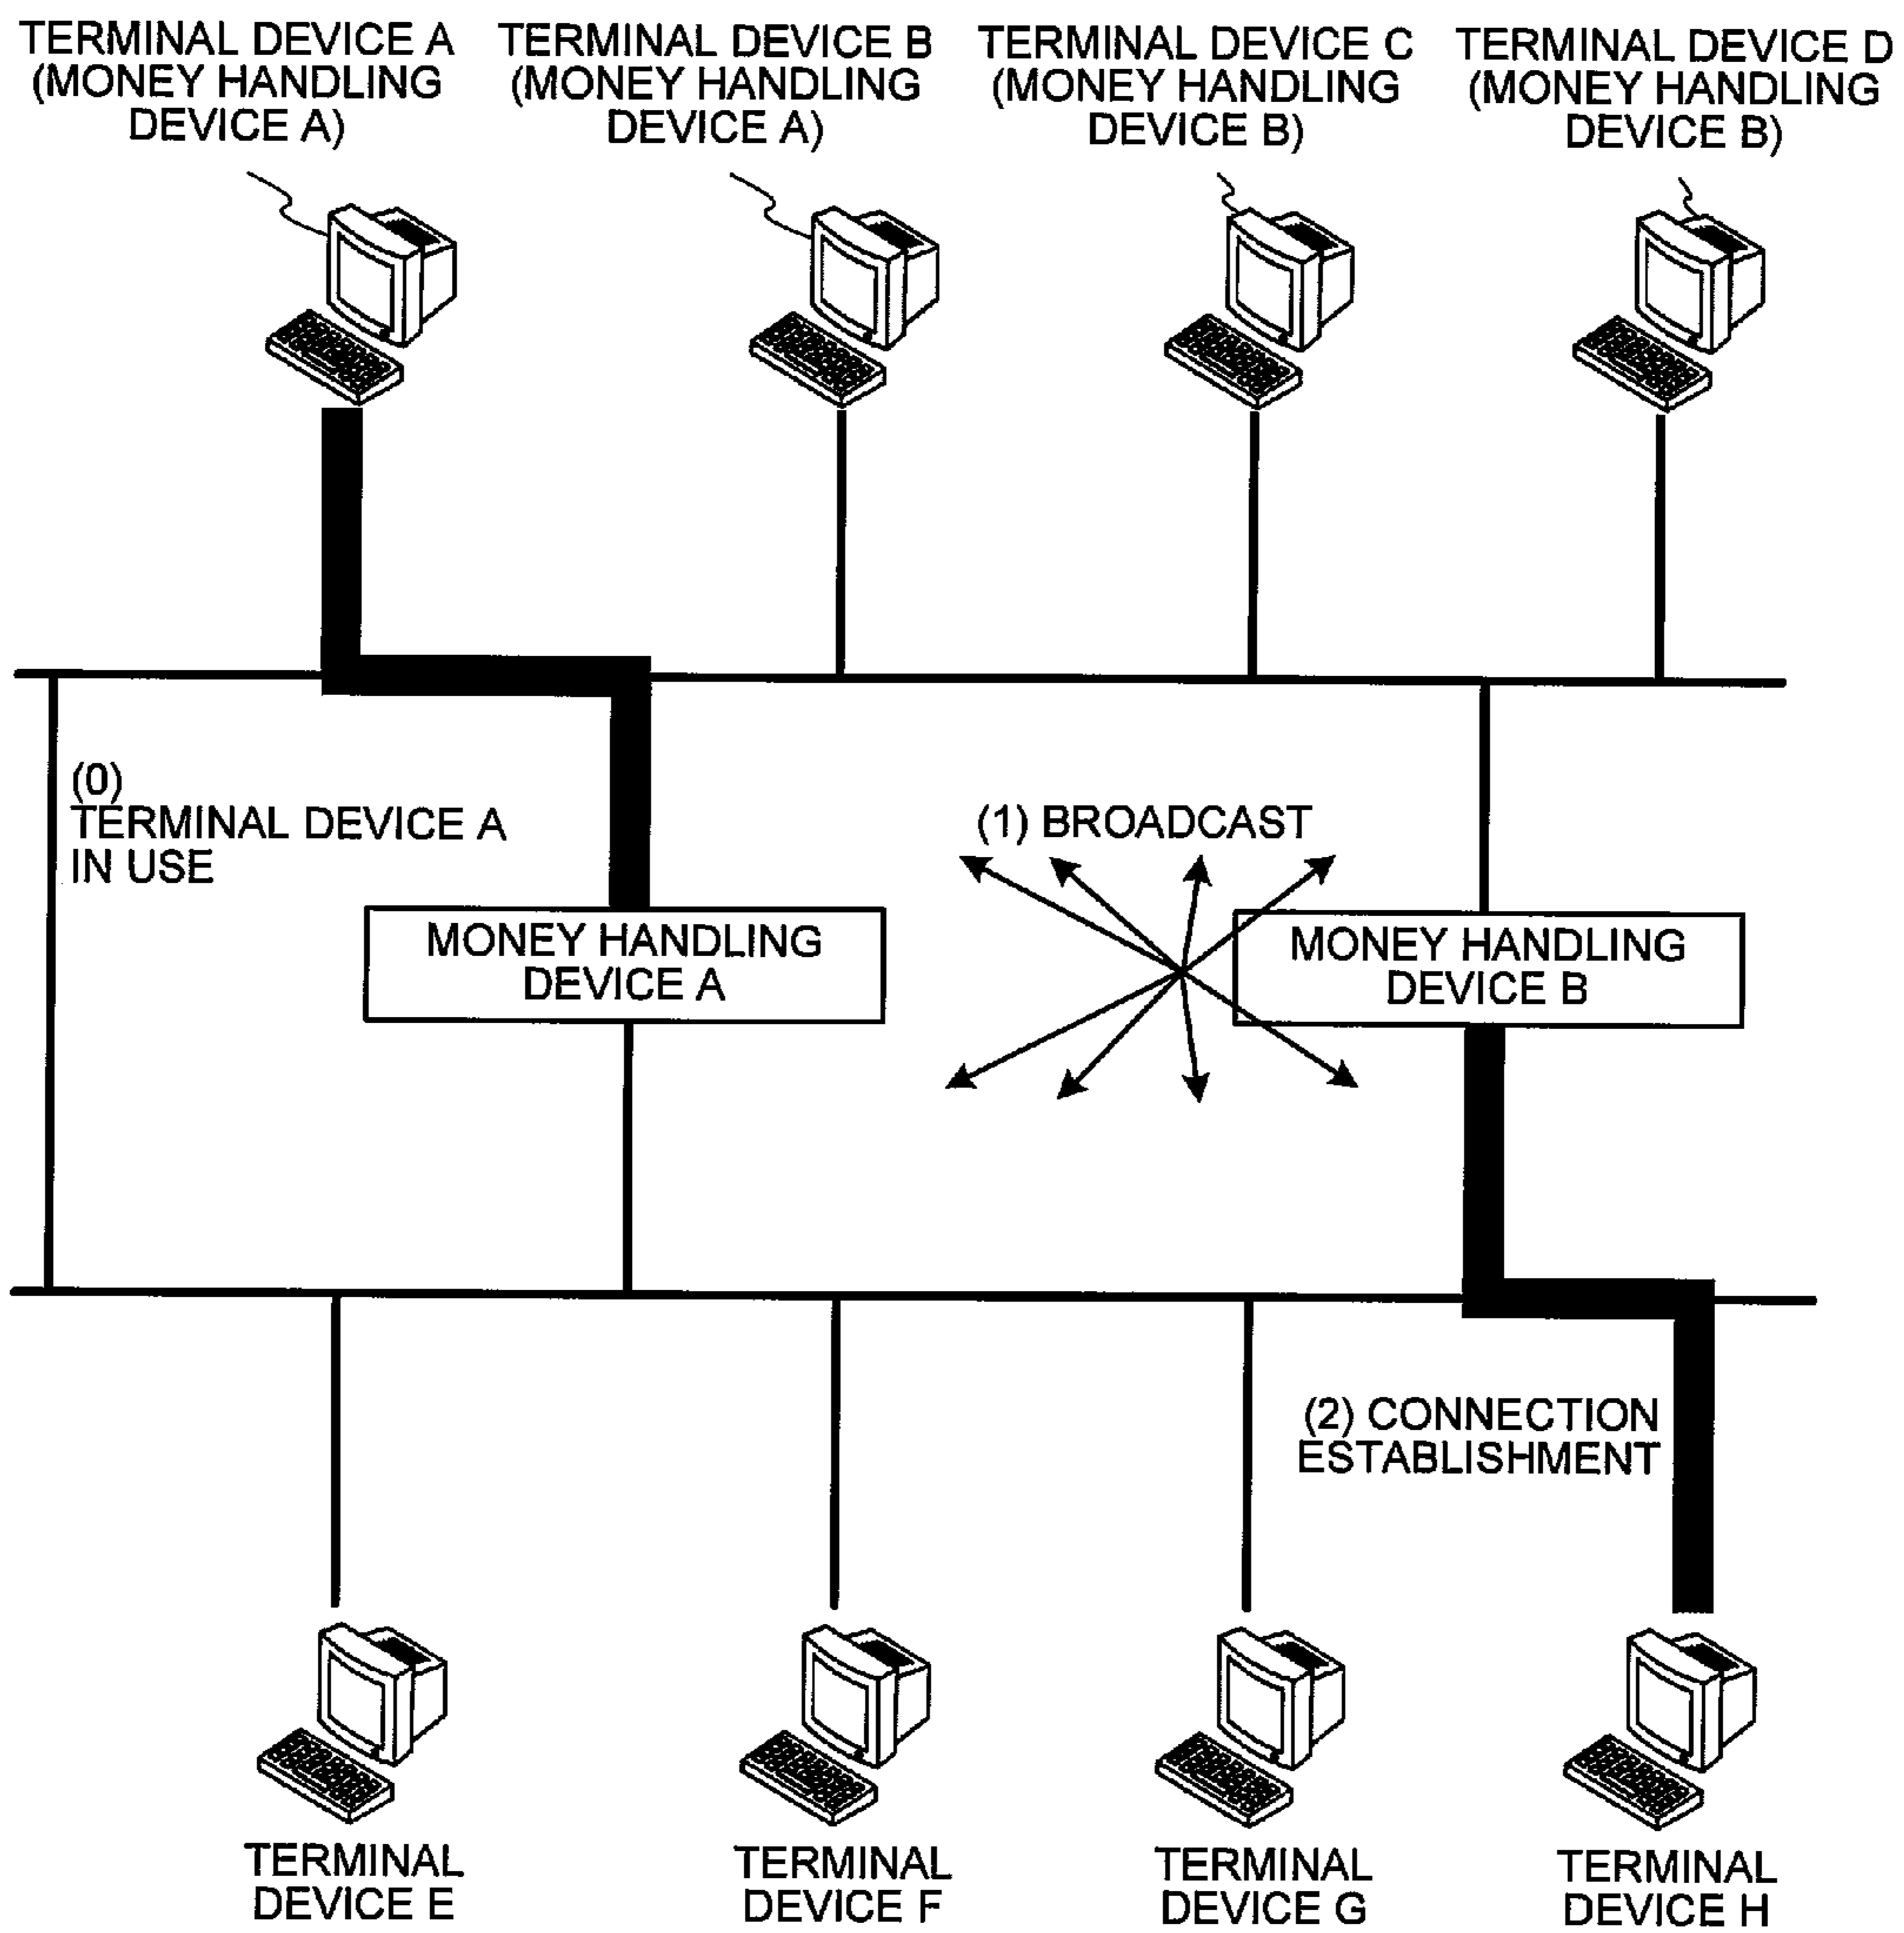 TERMINAL DEVICE A
(MONEY HANDLING
DEVICE A)
TERMINAL DEVICE B
(MONEY HANDLING
DEVICE A)
TERMINAL DEVICE C
(MONEY HANDLING
DEVICE B)
TERMINAL DEVICE D
(MONEY HANDLING
DEVICE B)
(0)
TERMINAL DEVICE A
IN USE
(1) BROADCAST
MONEY HANDLING
DEVICE A
MONEY HANDLING
DEVICE B
(2) CONNECTION
ESTABLISHMENT
TERMINAL
DEVICE E
TERMINAL
DEVICE F
TERMINAL
DEVICE G
TERMINAL
DEVICE H